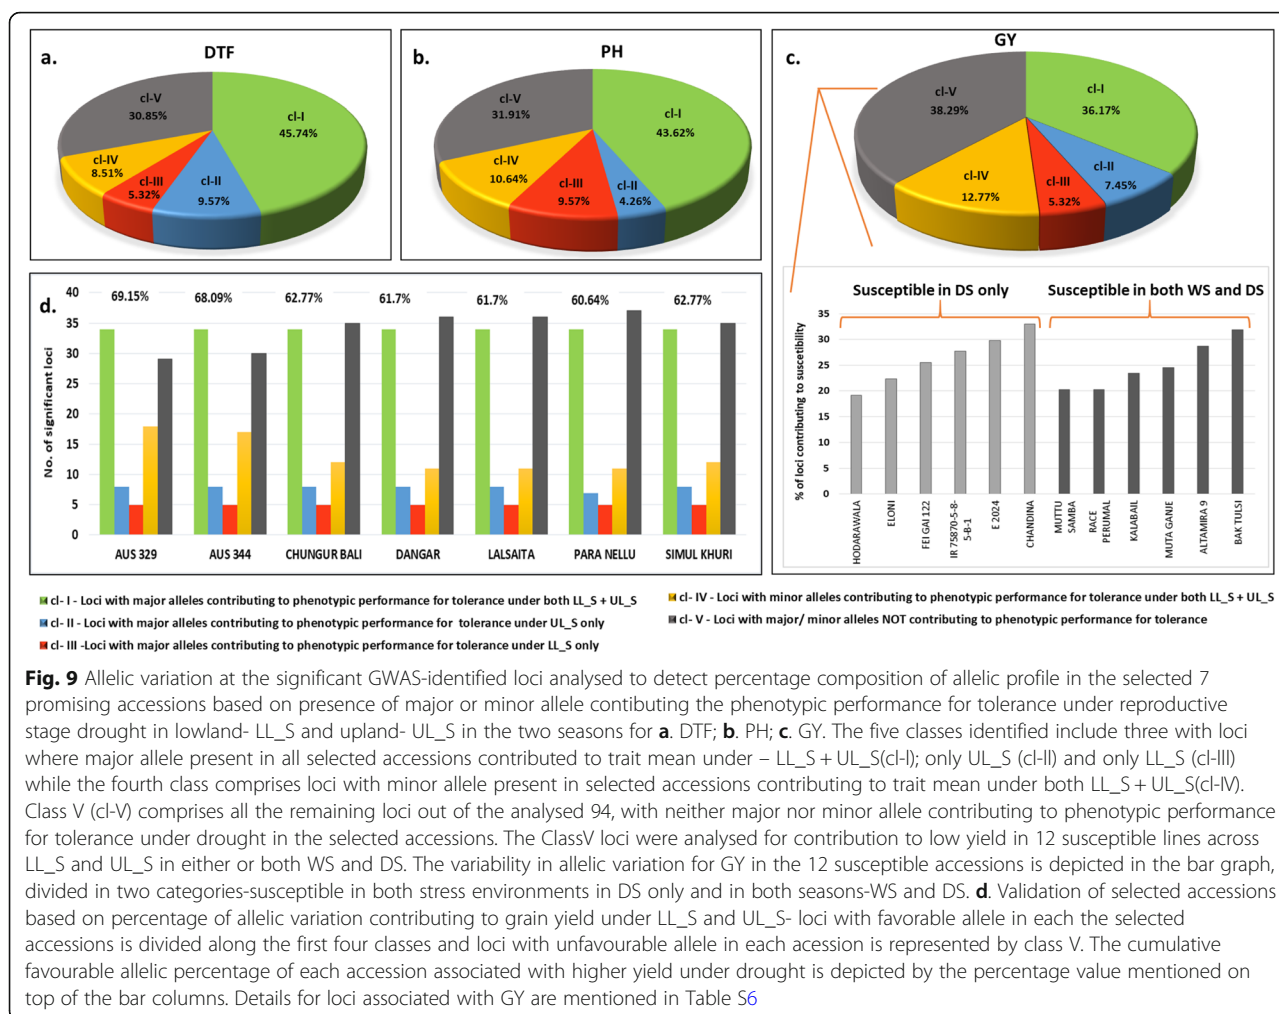 a.
DTF
cl-V
30.85%
cl-I
45.74%
cl-IV
8.51%
cl-III
5.32%
cl-II
9.57%
b.
PH
cl-V
31.91%
cl-I
43.62%
cl-IV
10.64%
cl-III
9.57%
cl-II
4.26%
c.
GY
cl-V
38.29%
cl-I
36.17%
cl-IV
12.77%
cl-III
5.32%
cl-II
7.45%
Susceptible in DS only
Susceptible in both WS and DS
% of loci contributing to suscetibility
35
30
25
20
15
10
5
0
HODARAWALA
ELONI
FEI GAI 122
IR 75870-5-8-
5-B-1
E 2024
CHANDINA
MUTTU
SAMBA
RACE
PERUMAL
KALABAIL
MUTA GANJE
ALTAMIRA 9
BAK TULSI
d.
No. of significant loci
40
35
30
25
20
15
10
5
0
69.15% 68.09% 62.77% 61.7% 61.7% 60.64% 62.77%
AUS 329 AUS 344 CHUNGUR BALI DANGAR LALSAITA PARA NELLU SIMUL KHURI
cl- I - Loci with major alleles contributing to phenotypic performance for tolerance under both LL_S + UL_S
cl- II - Loci with major alleles contributing to phenotypic performance for tolerance under UL_S only
cl- III -Loci with major alleles contributing to phenotypic performance for tolerance under LL_S only
cl- IV - Loci with minor alleles contributing to phenotypic performance for tolerance under both LL_S + UL_S
cl- V - Loci with major/ minor alleles NOT contributing to phenotypic performance for tolerance
Fig. 9 Allelic variation at the significant GWAS-identified loci analysed to detect percentage composition of allelic profile in the selected 7
promising accessions based on presence of major or minor allele contibuting the phenotypic performance for tolerance under reproductive
stage drought in lowland- LL_S and upland- UL_S in the two seasons for a. DTF; b. PH; c. GY. The five classes identified include three with loci
where major allele present in all selected accessions contributed to trait mean under – LL_S + UL_S(cl-I); only UL_S (cl-II) and only LL_S (cl-III)
while the fourth class comprises loci with minor allele present in selected accessions contributing to trait mean under both LL_S + UL_S(cl-IV).
Class V (cl-V) comprises all the remaining loci out of the analysed 94, with neither major nor minor allele contributing to phenotypic performance
for tolerance under drought in the selected accessions. The ClassV loci were analysed for contribution to low yield in 12 susceptible lines across
LL_S and UL_S in either or both WS and DS. The variability in allelic variation for GY in the 12 susceptible accessions is depicted in the bar graph,
divided in two categories-susceptible in both stress environments in DS only and in both seasons-WS and DS. d. Validation of selected accessions
based on percentage of allelic variation contributing to grain yield under LL_S and UL_S- loci with favorable allele in each the selected
accessions is divided along the first four classes and loci with unfavourable allele in each acession is represented by class V. The cumulative
favourable allelic percentage of each accession associated with higher yield under drought is depicted by the percentage value mentioned on
top of the bar columns. Details for loci associated with GY are mentioned in Table S6